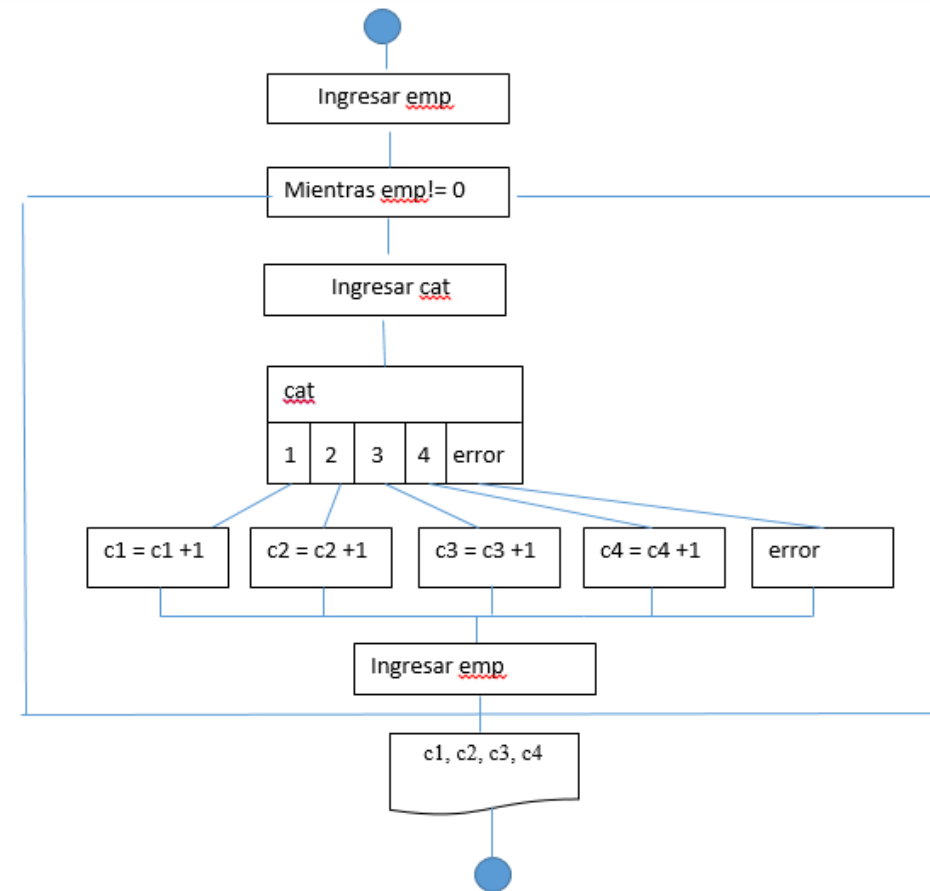 Ingresar emp
Mientras emp!= 0
Ingresar cat
cat
1 2 3 4 error
c1 = c1 +1 c2 = c2 +1 c3 = c3 +1 c4 = c4 +1 error
Ingresar emp
c1, c2, c3, c4